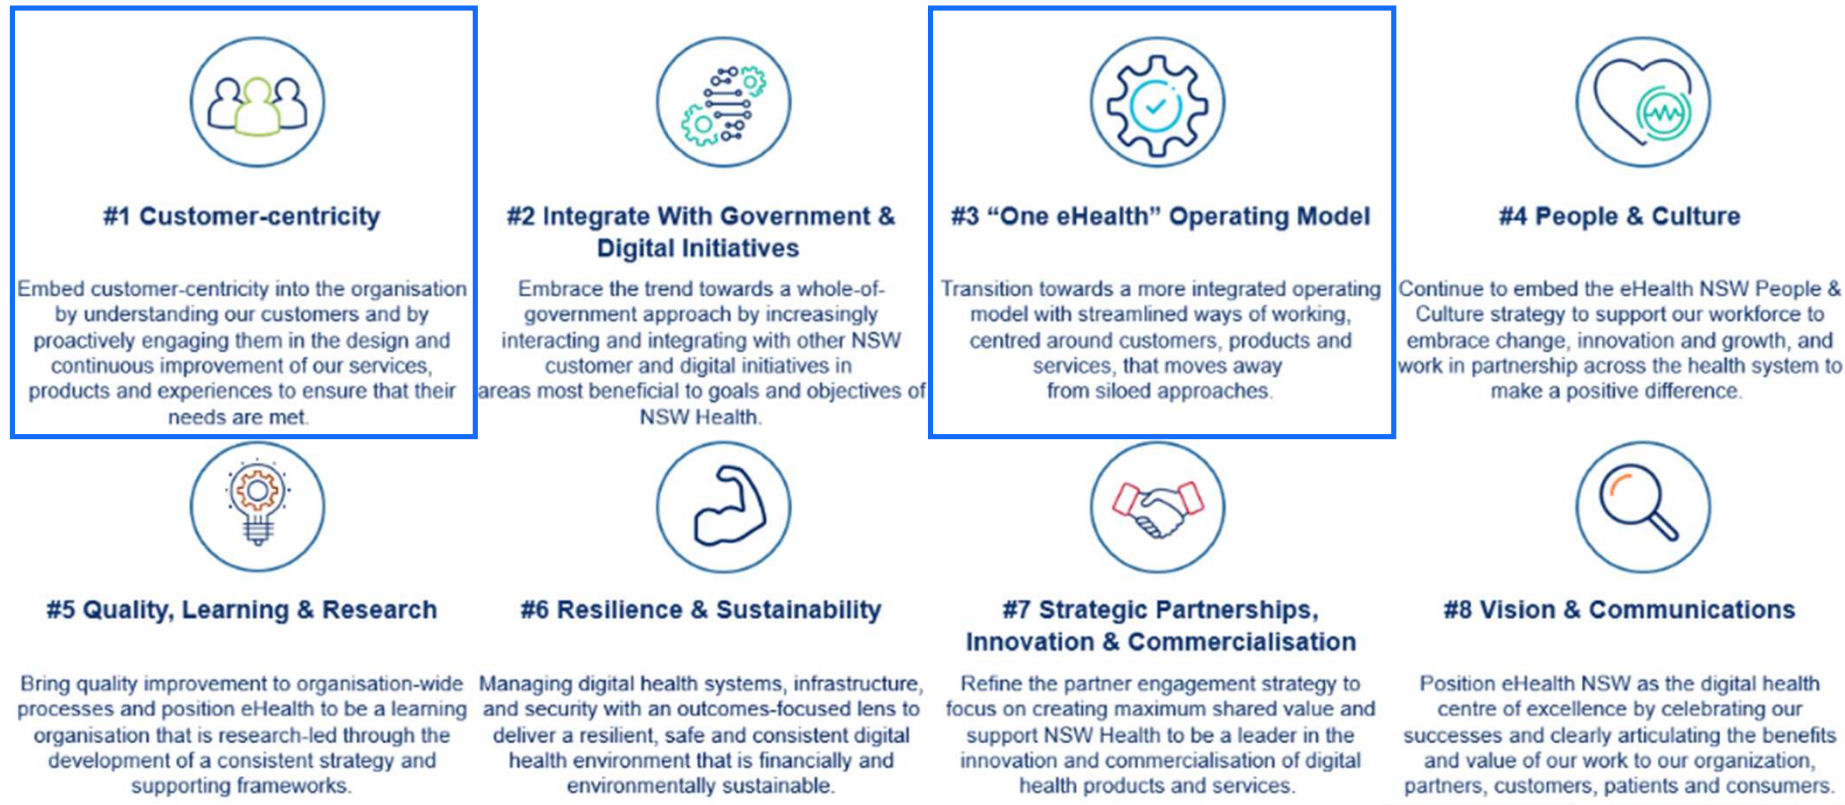 #1 Customer-centricity
Embed customer-centricity into the organisation
by understanding our customers and by
proactively engaging them in the design and
continuous improvement of our services,
products and experiences to ensure that their
needs are met.
#2 Integrate With Government &
Digital Initiatives
Embrace the trend towards a whole-of-
government approach by increasingly
interacting and integrating with other NSW
customer and digital initiatives in
areas most beneficial to goals and objectives of
NSW Health.
#3 “One eHealth” Operating Model
Transition towards a more integrated operating
model with streamlined ways of working,
centred around customers, products and
services, that moves away
from siloed approaches.
#4 People & Culture
Continue to embed the eHealth NSW People &
Culture strategy to support our workforce to
embrace change, innovation and growth, and
work in partnership across the health system to
make a positive difference.
#5 Quality, Learning & Research
Bring quality improvement to organisation-wide
processes and position eHealth to be a learning
organisation that is research-led through the
development of a consistent strategy and
supporting frameworks.
#6 Resilience & Sustainability
Managing digital health systems, infrastructure,
and security with an outcomes-focused lens to
deliver a resilient, safe and consistent digital
health environment that is financially and
environmentally sustainable.
#7 Strategic Partnerships,
Innovation & Commercialisation
Refine the partner engagement strategy to
focus on creating maximum shared value and
support NSW Health to be a leader in the
innovation and commercialisation of digital
health products and services.
#8 Vision & Communications
Position eHealth NSW as the digital health
centre of excellence by celebrating our
successes and clearly articulating the benefits
and value of our work to our organization,
partners, customers, patients and consumers.